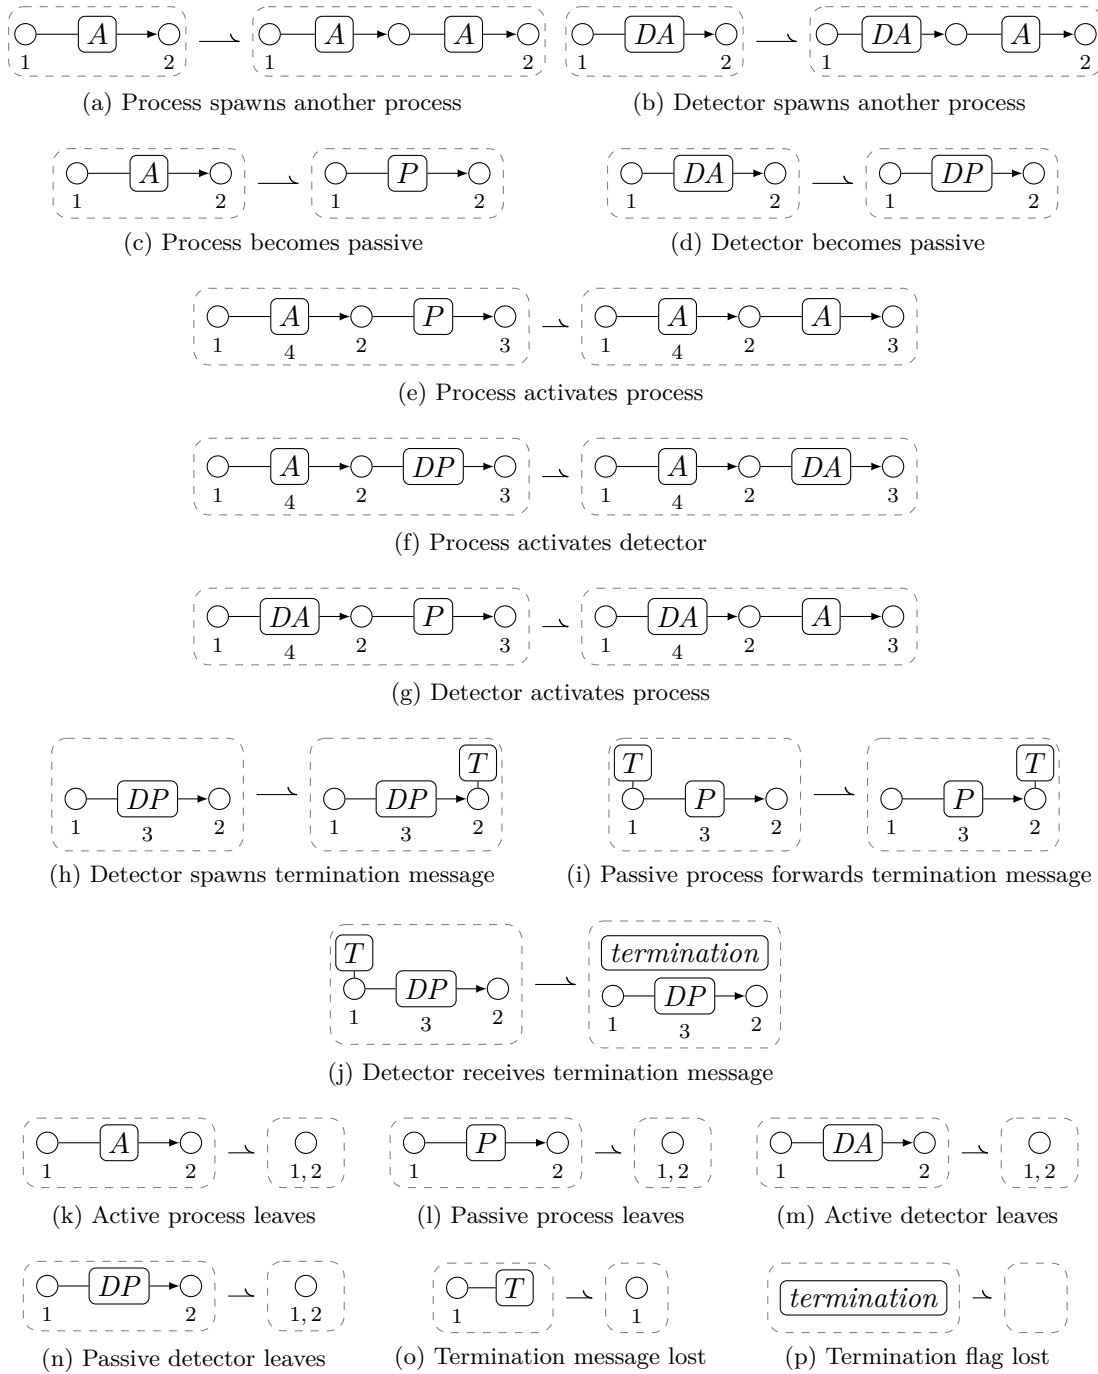 A A A DA DA A
1 2 1 2 1 2 1 2
(a) Process spawns another process (b) Detector spawns another process
A P DA DP
1 2 1 2 1 2 1 2
(c) Process becomes passive (d) Detector becomes passive
A P A A
1 4 2 3 1 4 2 3
(e) Process activates process
A DP A DA
1 4 2 3 1 4 2 3
(f) Process activates detector
DA P DA A
1 4 2 3 1 4 2 3
(g) Detector activates process
T T T
DP DP P P
1 3 2 1 3 2 1 3 2 1 3 2
(h) Detector spawns termination message (i) Passive process forwards termination message
T termination
DP DP
1 3 2 1 3 2
(j) Detector receives termination message
A P DA
1 2 1, 2 1 2 1, 2 1 2 1, 2
(k) Active process leaves (l) Passive process leaves (m) Active detector leaves
DP T termination
1 2 1, 2 1 1
(n) Passive detector leaves (o) Termination message lost (p) Termination flag lost